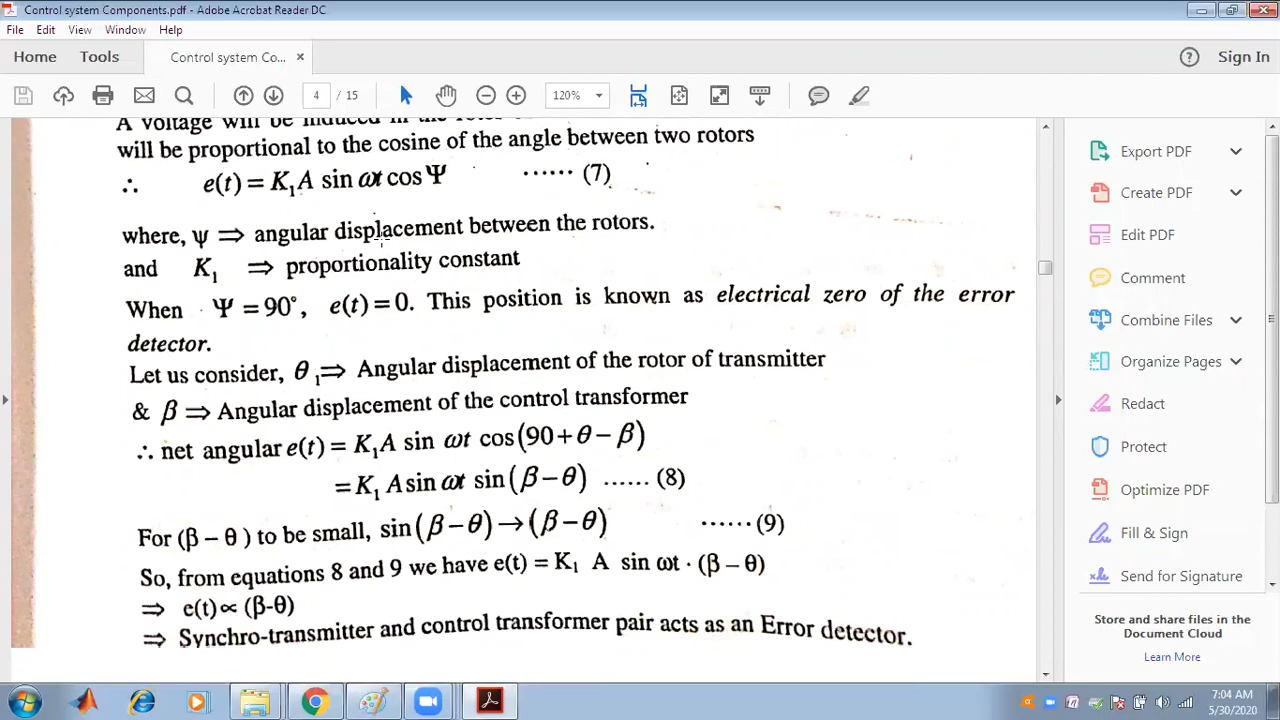 Control system Components.pdf - Adobe Acrobat Reader DC
File Edit View Window Help
Home Tools Control system Co... × Sign In
4 / 15 120%
A voltage will be induced in the
will be proportional to the cosine of the angle between two rotors
∴ e(t) = K₁A sin ωt cos Ψ ...... (7)
where, ψ ⇒ angular displacement between the rotors.
and K₁ ⇒ proportionality constant
When Ψ = 90°, e(t) = 0. This position is known as electrical zero of the error
detector.
Let us consider, θ₁ ⇒ Angular displacement of the rotor of transmitter
& β ⇒ Angular displacement of the control transformer
∴ net angular e(t) = K₁A sin ωt cos(90+θ−β)
= K₁ A sin ωt sin(β−θ) ...... (8)
For (β − θ) to be small, sin(β−θ)→(β−θ) ......(9)
So, from equations 8 and 9 we have e(t) = K₁ A sin ωt · (β − θ)
⇒ e(t)∝ (β-θ)
⇒ Synchro-transmitter and control transformer pair acts as an Error detector.
Export PDF
Create PDF
Edit PDF
Comment
Combine Files
Organize Pages
Redact
Protect
Optimize PDF
Fill & Sign
Send for Signature
Store and share files in the
Document Cloud
Learn More
7:04 AM
5/30/2020